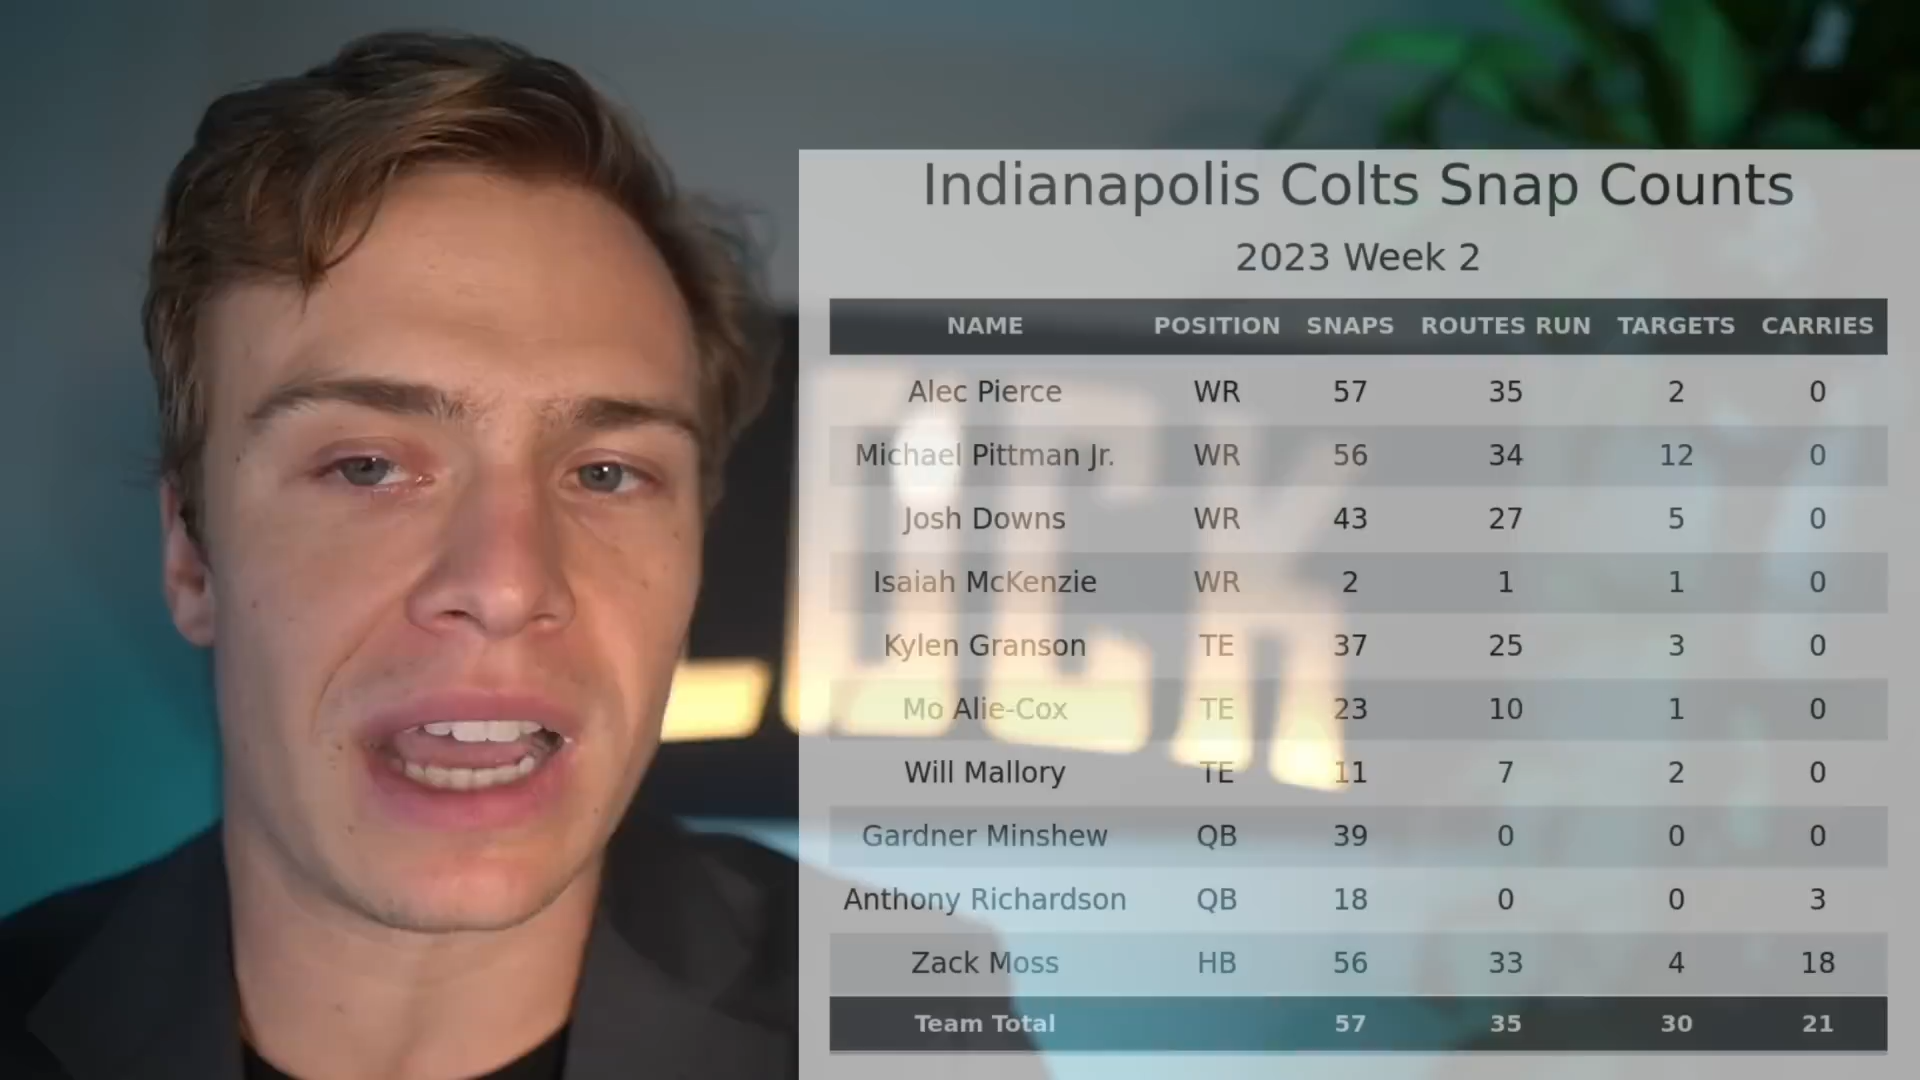 Indianapolis Colts Snap Counts
2023 Week 2
NAME POSITION SNAPS ROUTES RUN TARGETS CARRIES
Alec Pierce WR 57 35 2 0
Michael Pittman Jr. WR 56 34 12 0
Josh Downs WR 43 27 5 0
Isaiah McKenzie WR 2 1 1 0
Kylen Granson TE 37 25 3 0
Mo Alie-Cox TE 23 10 1 0
Will Mallory TE 11 7 2 0
Gardner Minshew QB 39 0 0 0
Anthony Richardson QB 18 0 0 3
Zack Moss HB 56 33 4 18
Team Total 57 35 30 21